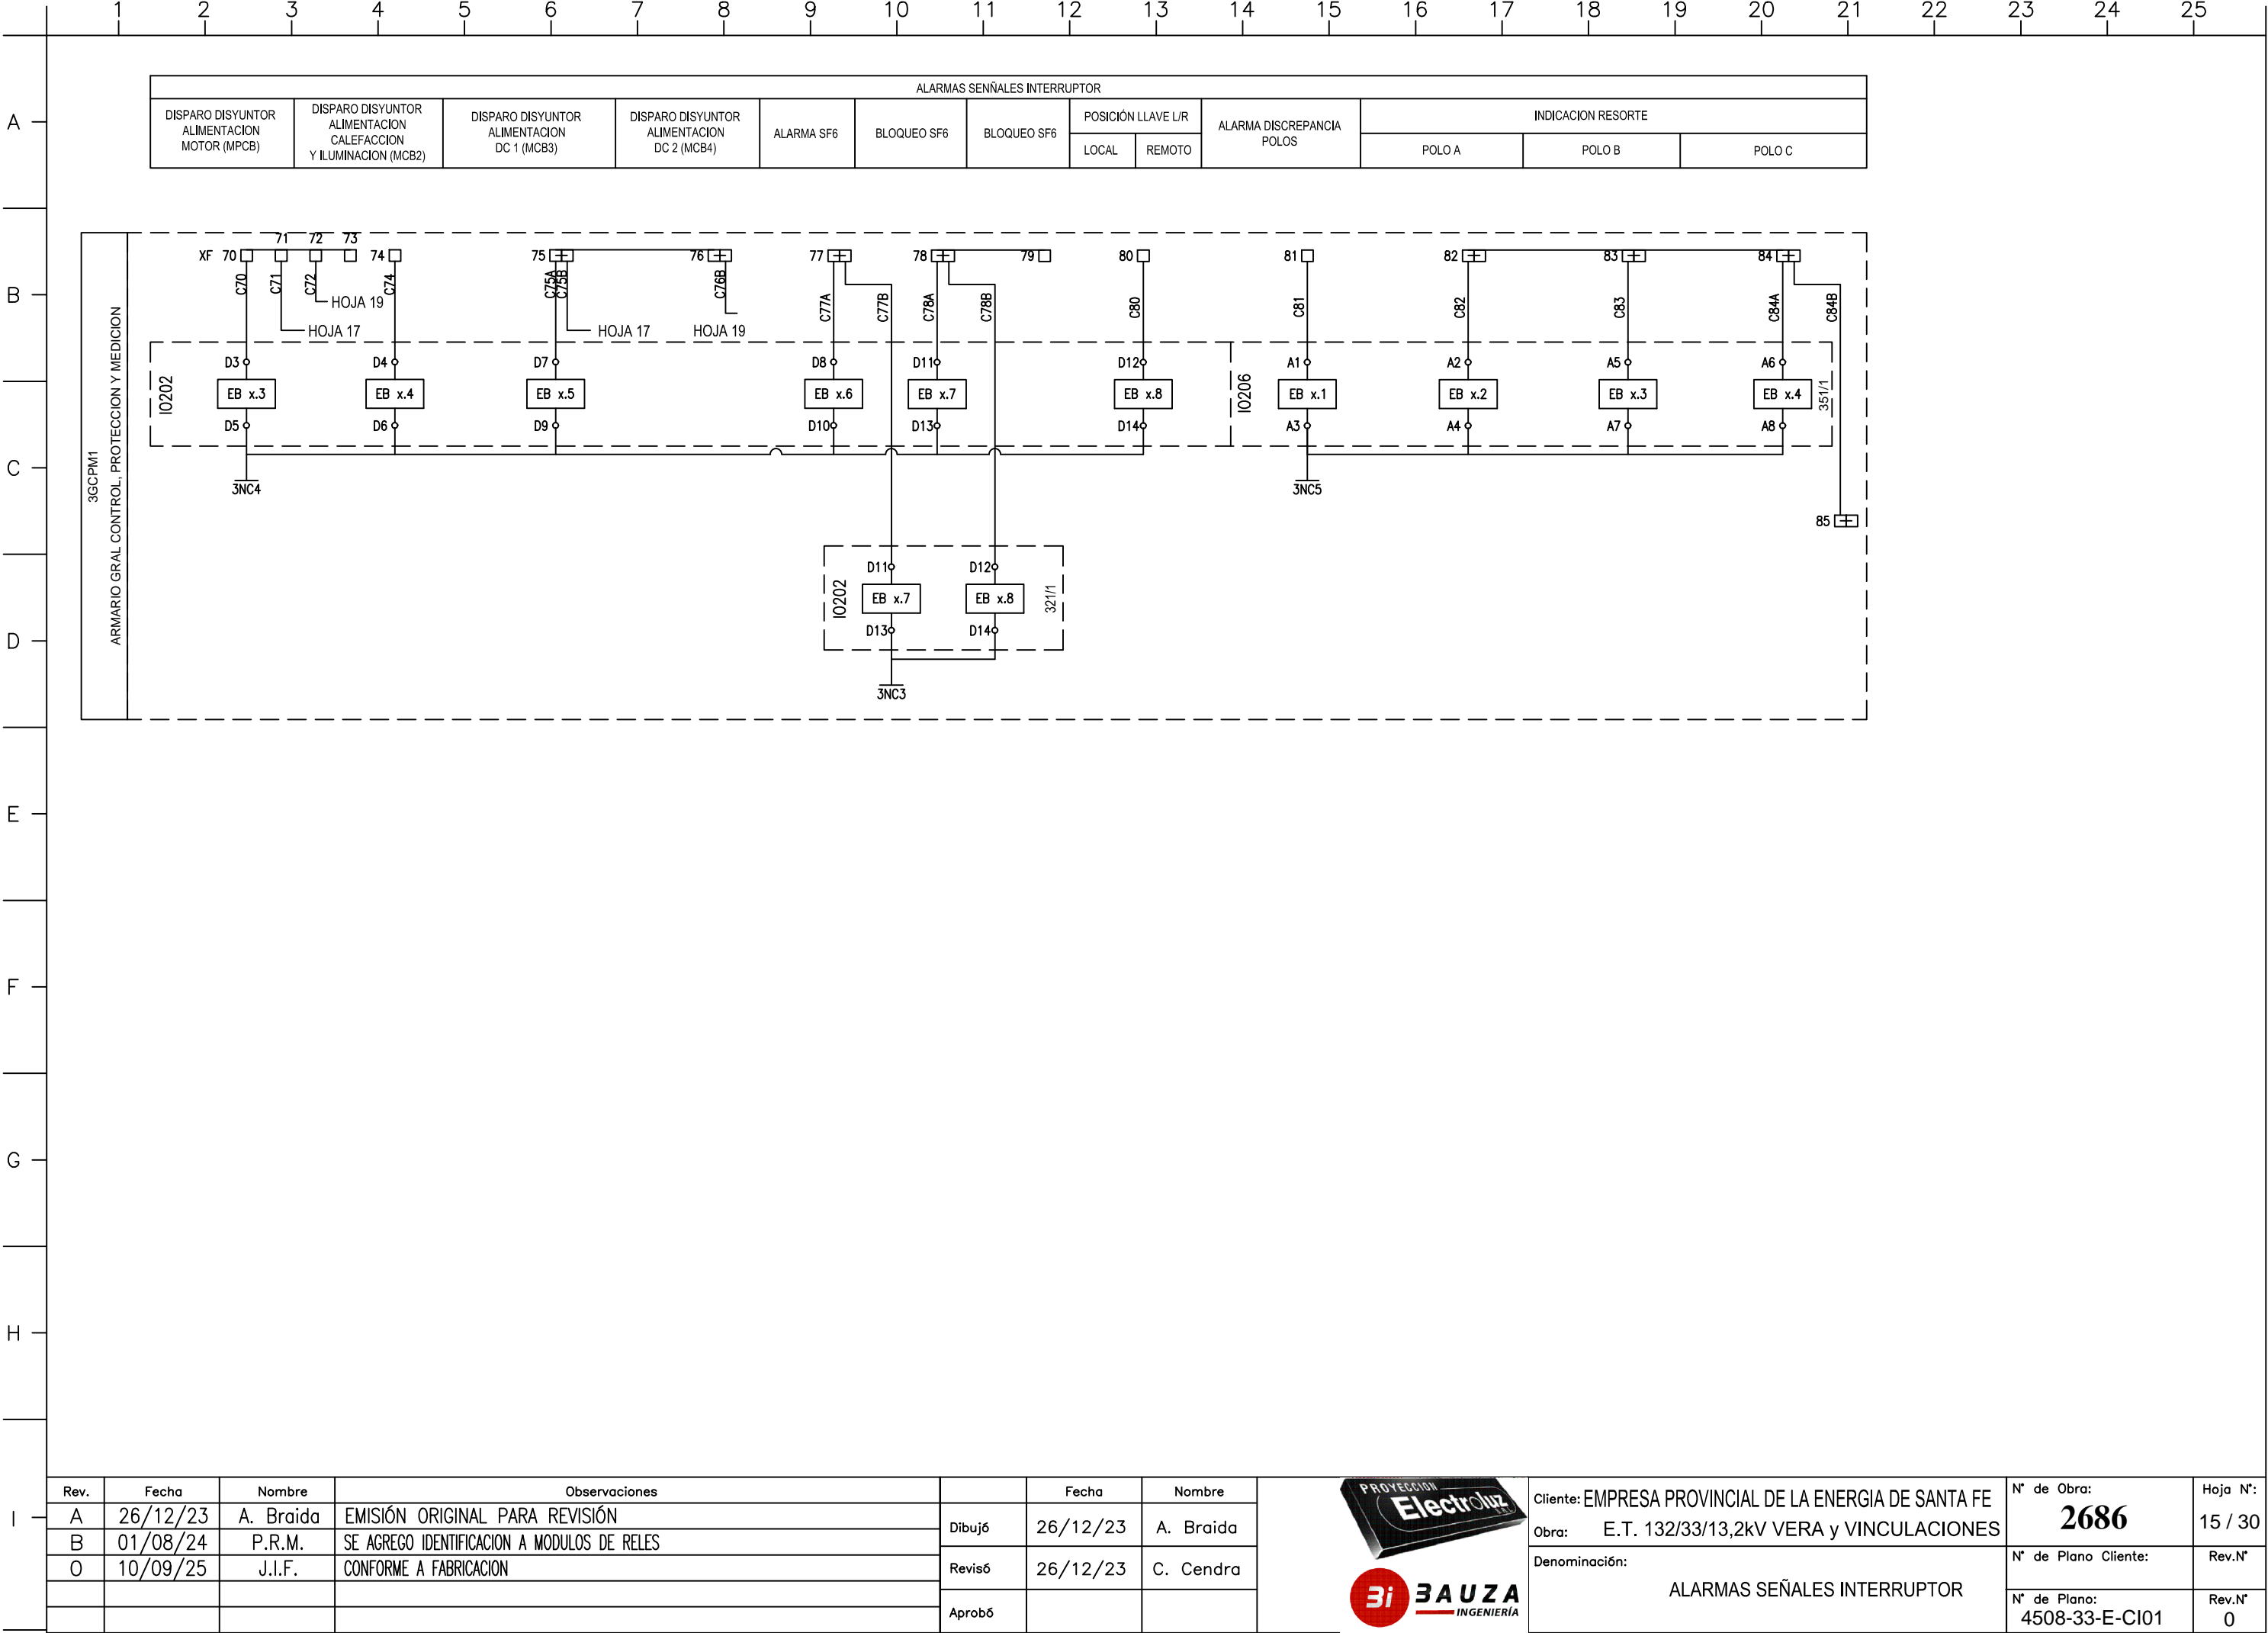 1 2 3 4 5 6 7 8 9 10 11 12 13 14 15 16 17 18 19 20 21 22 23 24 25
A
B
C
D
E
F
G
H
I
ALARMAS SENÑALES INTERRUPTOR
DISPARO DISYUNTOR
ALIMENTACION
MOTOR (MPCB)
DISPARO DISYUNTOR
ALIMENTACION
CALEFACCION
Y ILUMINACION (MCB2)
DISPARO DISYUNTOR
ALIMENTACION
DC 1 (MCB3)
DISPARO DISYUNTOR
ALIMENTACION
DC 2 (MCB4)
ALARMA SF6
BLOQUEO SF6
BLOQUEO SF6
POSICIÓN LLAVE L/R
LOCAL
REMOTO
ALARMA DISCREPANCIA
POLOS
INDICACION RESORTE
POLO A
POLO B
POLO C
3GCPM1
ARMARIO GRAL CONTROL, PROTECCION Y MEDICION
XF 70 71 72 73 74 75 76 77 78 79 80 81 82 83 84
C70 C71 C72 C74 C75A C75B C76B C77A C77B C78A C78B C80 C81 C82 C83 C84A C84B
HOJA 19
HOJA 17
HOJA 17
HOJA 19
D3 D4 D7 D8 D11 D12 A1 A2 A5 A6
IO202
EB x.3
EB x.4
EB x.5
EB x.6
EB x.7
EB x.8
IO206
EB x.1
EB x.2
EB x.3
EB x.4
351/1
D5 D6 D9 D10 D13 D14 A3 A4 A7 A8
3NC4
3NC5
85
D11 D12
IO202
EB x.7
EB x.8
321/1
D13 D14
3NC3
Rev. Fecha Nombre Observaciones
A 26/12/23 A. Braida EMISIÓN ORIGINAL PARA REVISIÓN
B 01/08/24 P.R.M. SE AGREGO IDENTIFICACION A MODULOS DE RELES
0 10/09/25 J.I.F. CONFORME A FABRICACION
Fecha Nombre
Dibujó 26/12/23 A. Braida
Revisó 26/12/23 C. Cendra
Aprobó
PROYECCION
Electroluz
S.R.L
Bi BAUZA
INGENIERÍA
Cliente: EMPRESA PROVINCIAL DE LA ENERGIA DE SANTA FE
Obra: E.T. 132/33/13,2kV VERA y VINCULACIONES
Denominación:
ALARMAS SEÑALES INTERRUPTOR
N° de Obra:
2686
Hoja N°:
15 / 30
N° de Plano Cliente:
Rev.N°
N° de Plano:
4508-33-E-CI01
Rev.N°
0